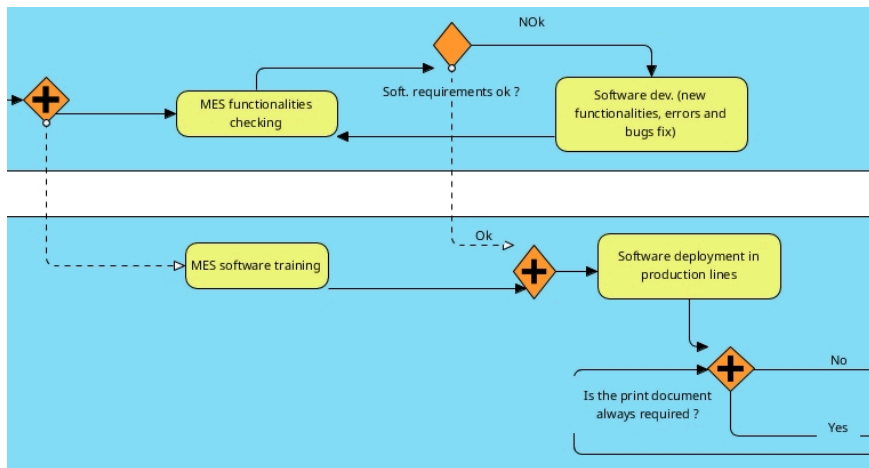 NOk
Soft. requirements ok ?
MES functionalities
checking
Software dev. (new
functionalities, errors and
bugs fix)
Ok
MES software training
Software deployment in
production lines
No
Is the print document
always required ?
Yes